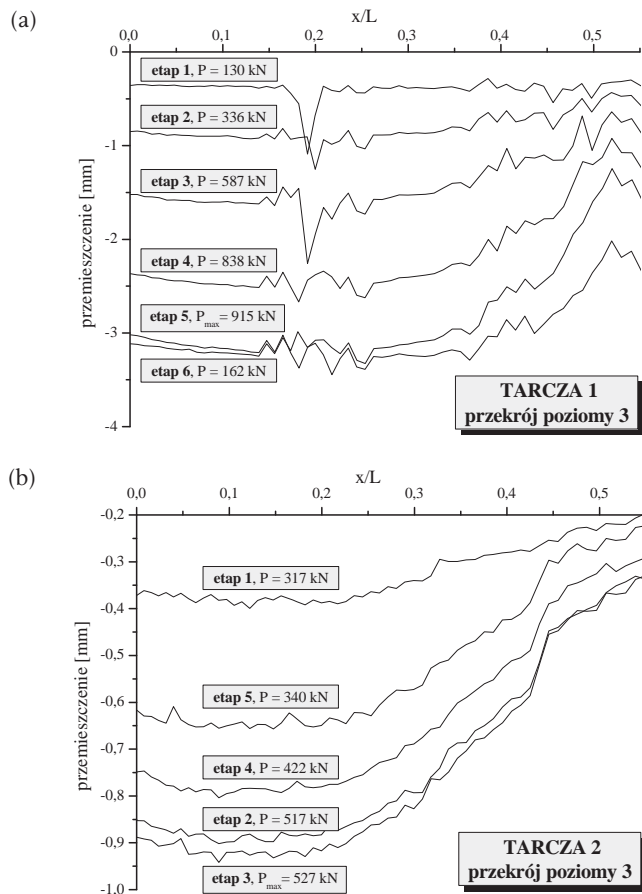 (a)
x/L
0,0 0,1 0,2 0,3 0,4 0,5
0
-1
-2
-3
-4
przemieszczenie [mm]
etap 1, P = 130 kN
etap 2, P = 336 kN
etap 3, P = 587 kN
etap 4, P = 838 kN
etap 5, Pmax = 915 kN
etap 6, P = 162 kN
TARCZA 1
przekrój poziomy 3
(b)
x/L
0,0 0,1 0,2 0,3 0,4 0,5
-0,2
-0,3
-0,4
-0,5
-0,6
-0,7
-0,8
-0,9
-1,0
przemieszczenie [mm]
etap 1, P = 317 kN
etap 5, P = 340 kN
etap 4, P = 422 kN
etap 2, P = 517 kN
etap 3, Pmax = 527 kN
TARCZA 2
przekrój poziomy 3